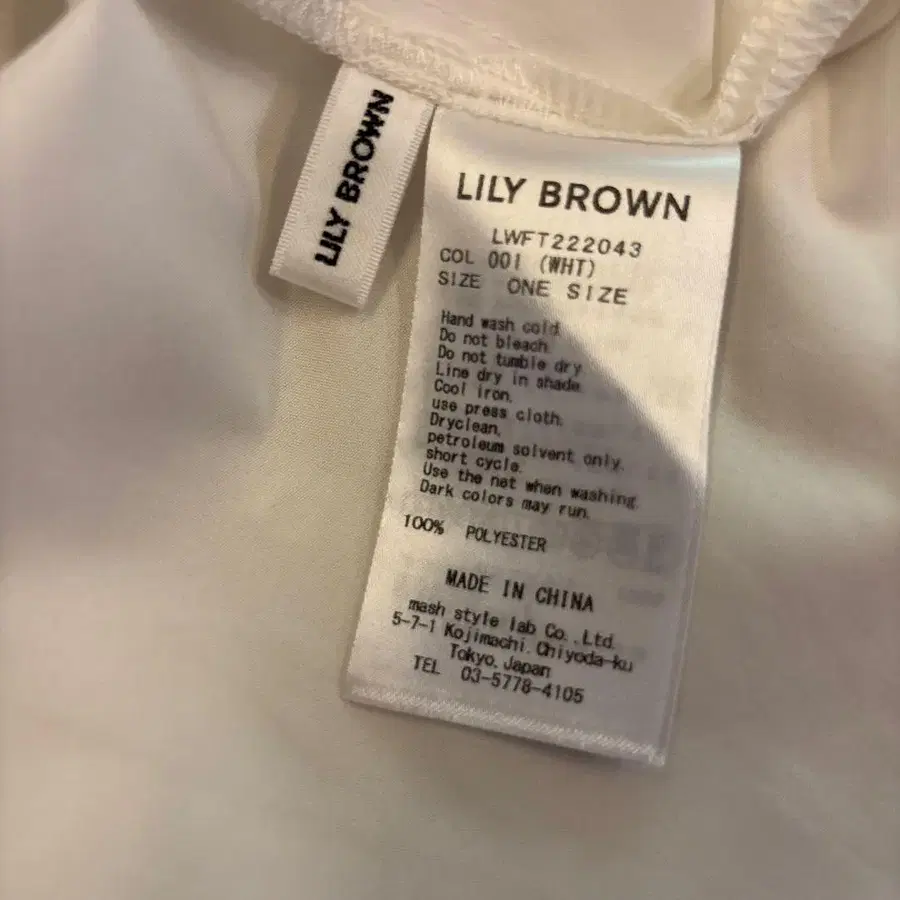 LILY BROWN
LILY BROWN
LWFT222043
COL 001 (WHT)
SIZE ONE SIZE
Hand wash cold.
Do not bleach.
Do not tumble dry.
Line dry in shade.
Cool iron.
use press cloth.
Dryclean,
petroleum solvent only.
short cycle.
Use the net when washing.
Dark colors may run.
100% POLYESTER
MADE IN CHINA
mash style lab Co.,Ltd.
5-7-1 Kojimachi, Chiyoda-ku
Tokyo, Japan
TEL 03-5778-4105